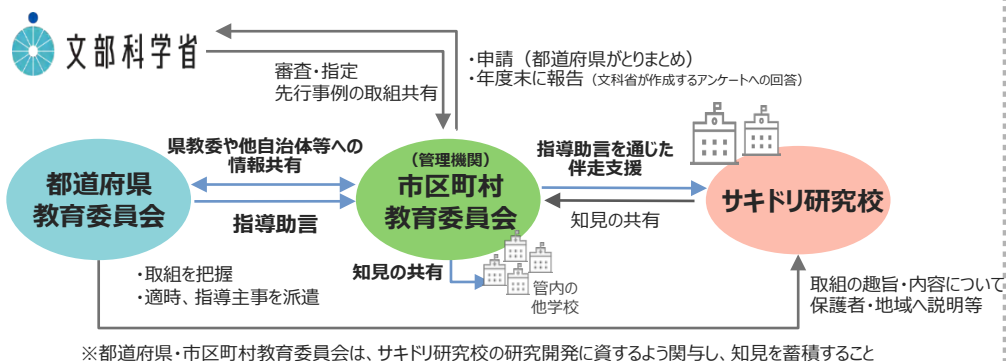 文部科学省
審査・指定
先行事例の取組共有
・申請（都道府県がとりまとめ）
・年度末に報告（文科省が作成するアンケートへの回答）
都道府県
教育委員会
県教委や他自治体等への
情報共有
指導助言
（管理機関）
市区町村
教育委員会
指導助言を通じた
伴走支援
知見の共有
サキドリ研究校
知見の共有
管内の
他学校
・取組を把握
・適時、指導主事を派遣
取組の趣旨・内容について
保護者・地域へ説明等
※都道府県・市区町村教育委員会は、サキドリ研究校の研究開発に資するよう関与し、知見を蓄積すること